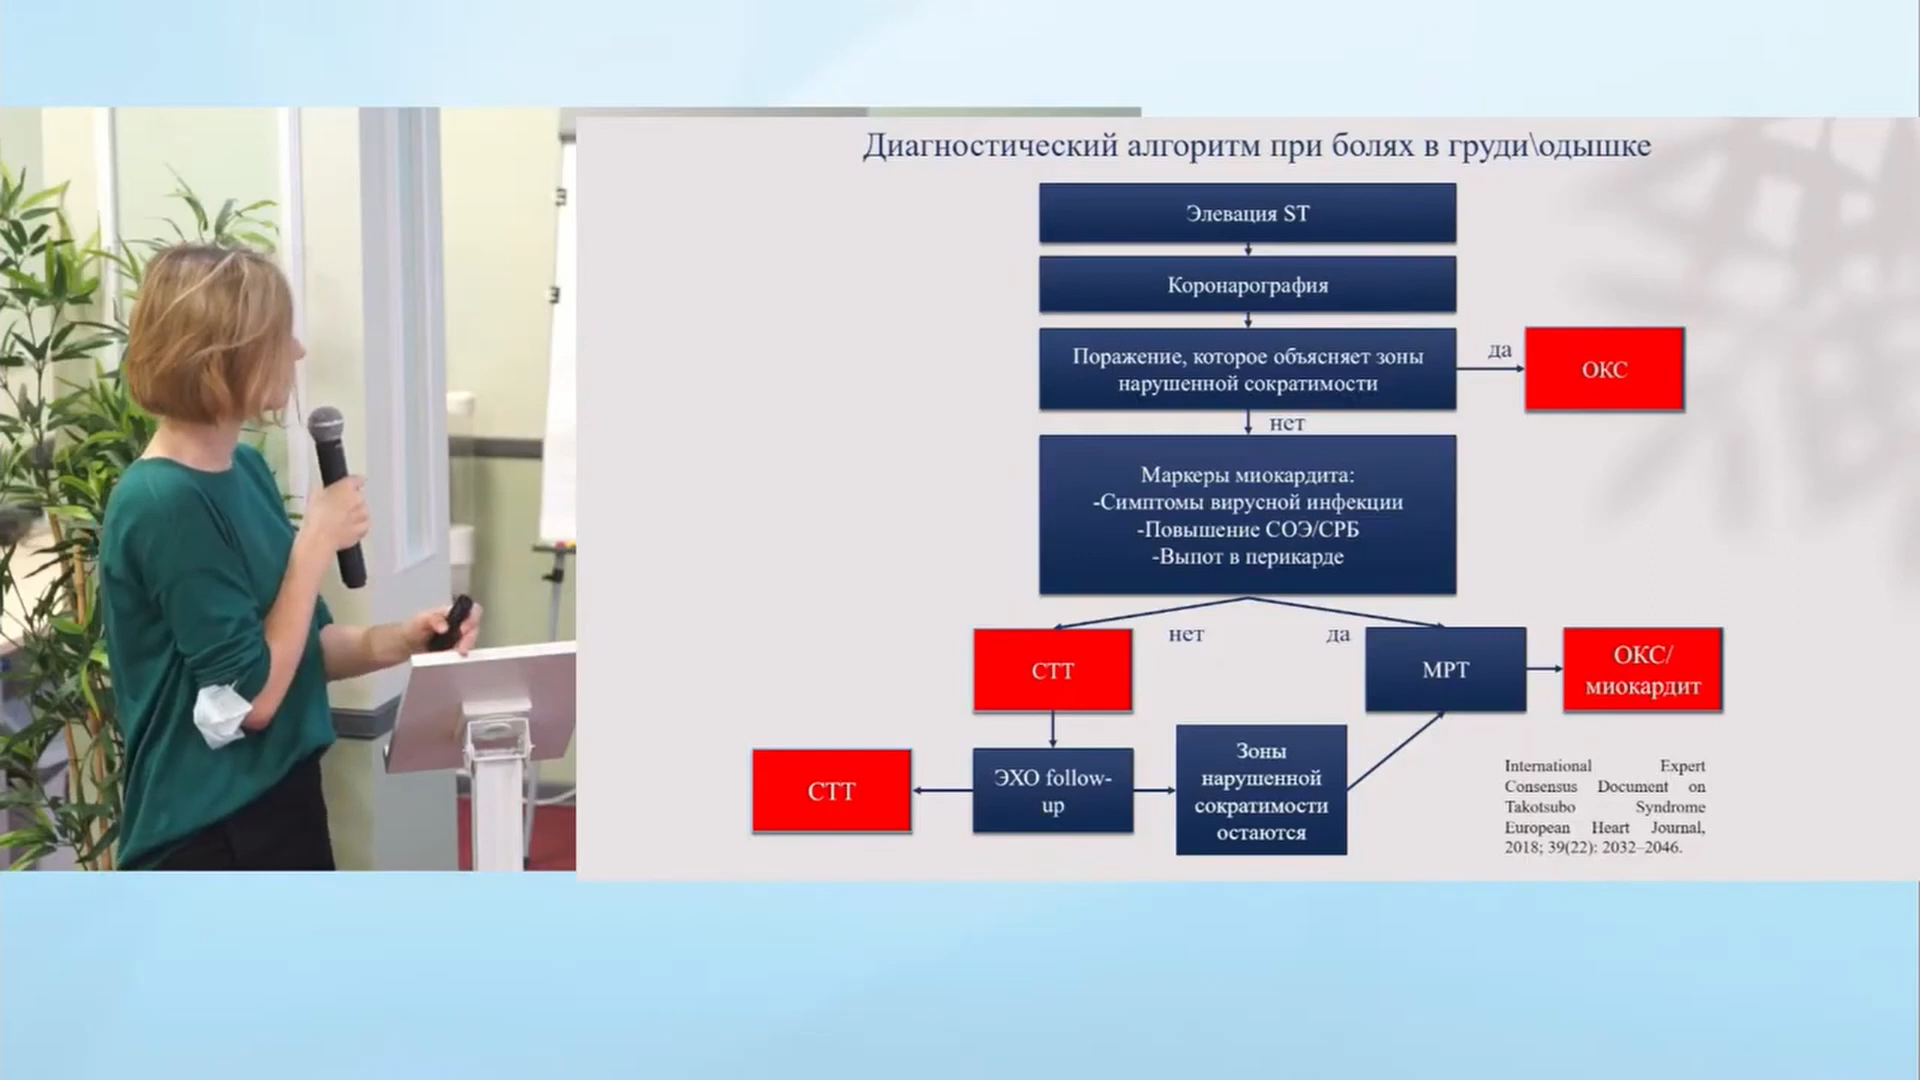 Диагностический алгоритм при болях в груди\одышке
Элевация ST
Коронарография
Поражение, которое объясняет зоны
нарушенной сократимости
да
ОКС
нет
Маркеры миокардита:
-Симптомы вирусной инфекции
-Повышение СОЭ/СРБ
-Выпот в перикарде
нет
да
СТТ
МРТ
ОКС/
миокардит
СТТ
ЭХО follow-
up
Зоны
нарушенной
сократимости
остаются
International Expert
Consensus Document on
Takotsubo Syndrome
European Heart Journal,
2018; 39(22): 2032–2046.